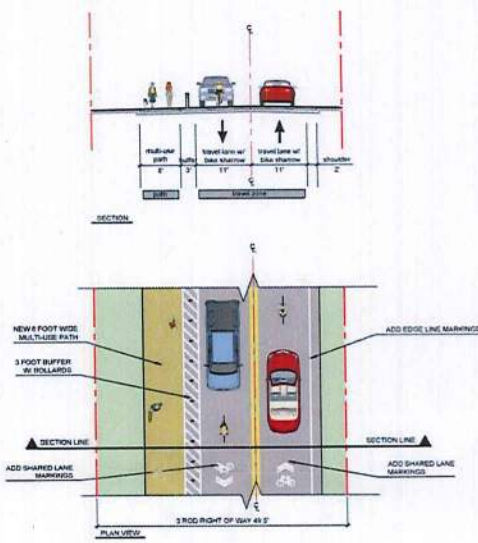 ℄
multi-use
path
8'
buffer
3'
travel lane w/
bike sharrow
11'
travel lane w/
bike sharrow
11'
shoulder
2'
℄
path
travel zone
SECTION
℄
NEW 8 FOOT WIDE
MULTI-USE PATH
ADD EDGE LINE MARKINGS
3 FOOT BUFFER
W/ BOLLARDS
SECTION LINE
SECTION LINE
ADD SHARED LANE
MARKINGS
ADD SHARED LANE
MARKINGS
3 ROD RIGHT OF WAY 49.5'
PLAN VIEW
℄